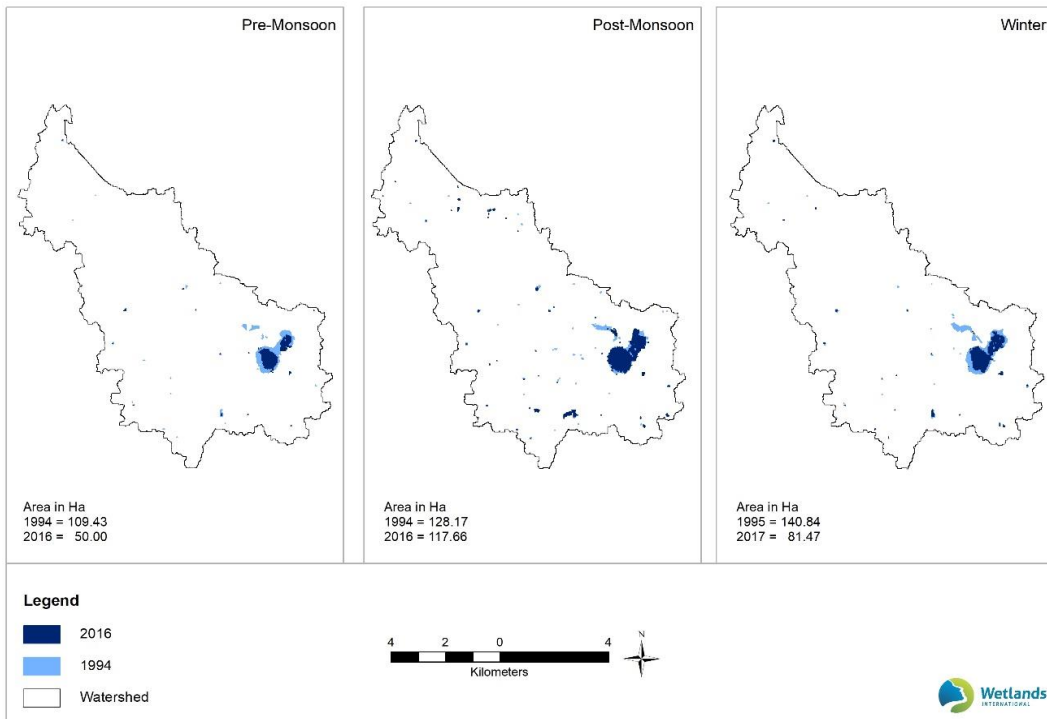 Pre-Monsoon
Area in Ha
1994 = 109.43
2016 = 50.00
Post-Monsoon
Area in Ha
1994 = 128.17
2016 = 117.66
Winter
Area in Ha
1995 = 140.84
2017 = 81.47
Legend
2016
1994
Watershed
4 2 0 4
Kilometers
N
Wetlands
INTERNATIONAL